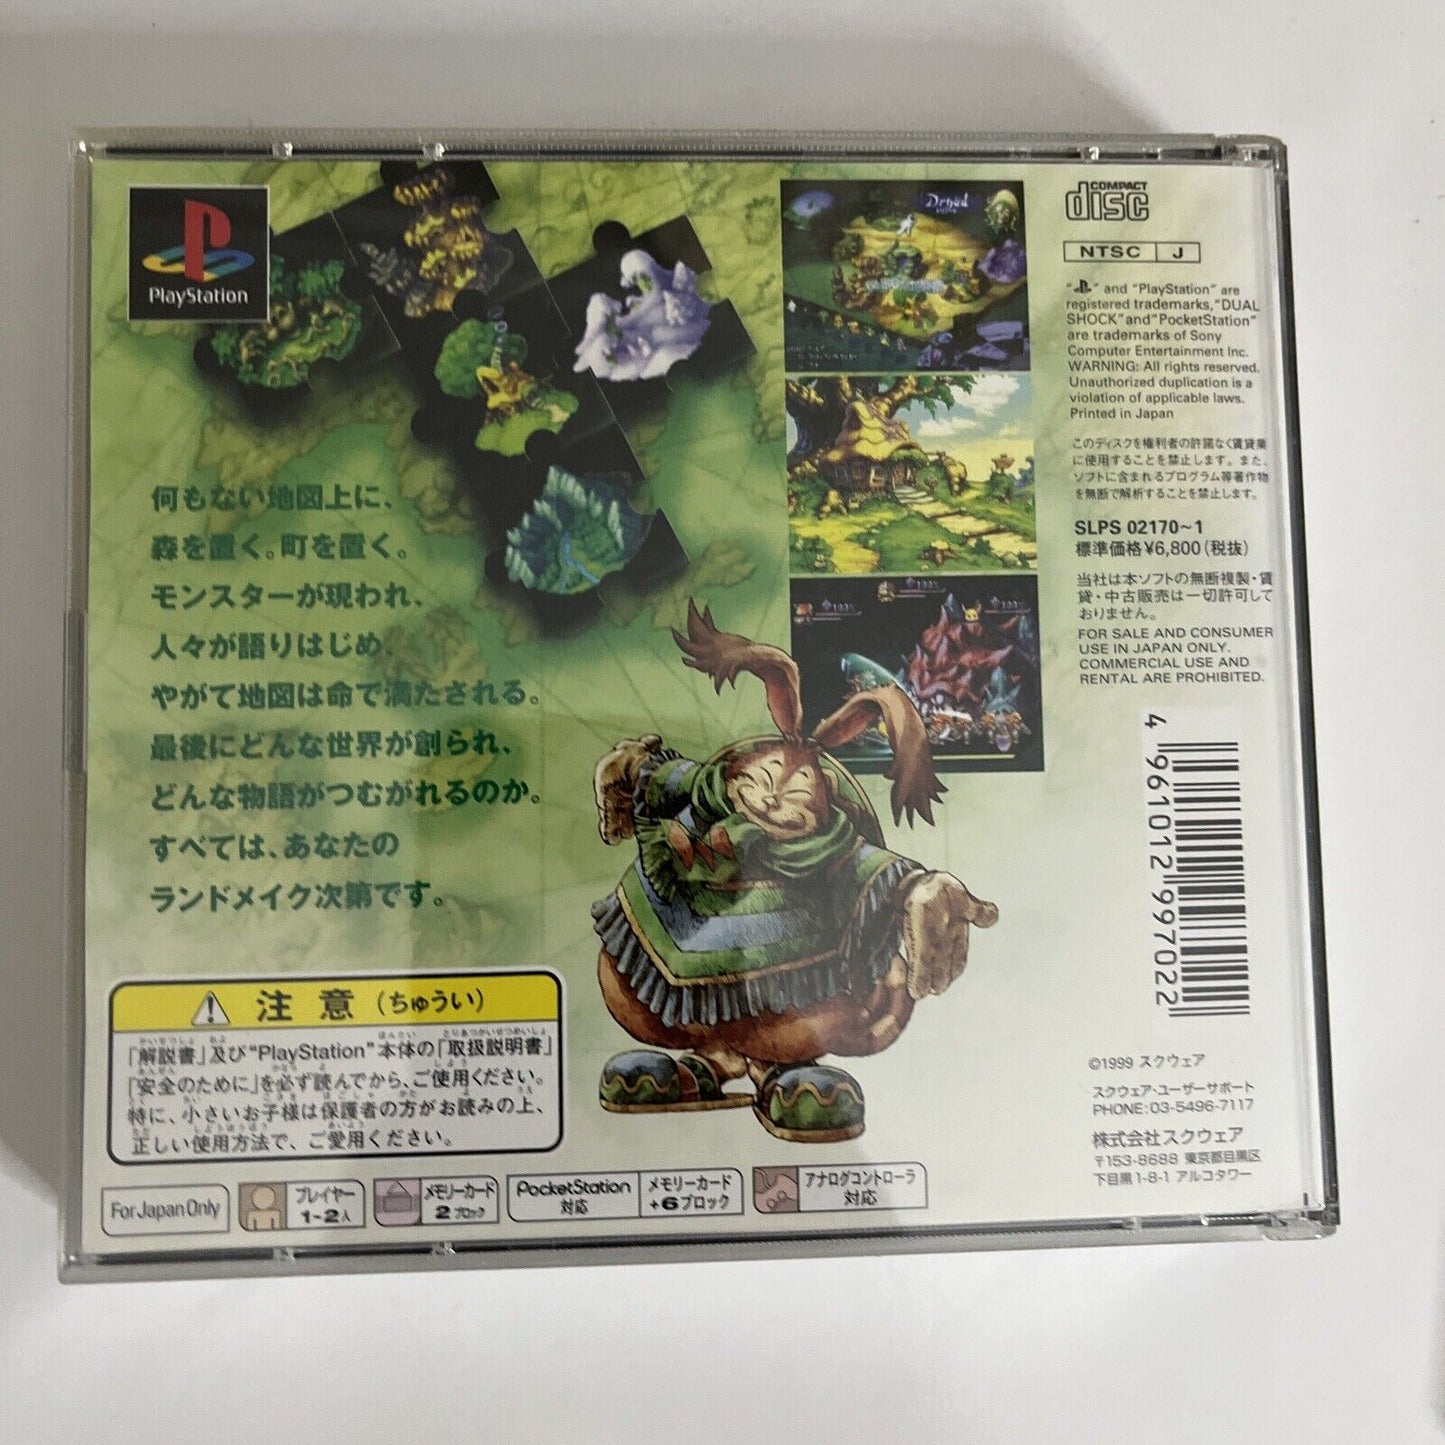 PlayStation
何もない地図上に、
森を置く。町を置く。
モンスターが現われ、
人々が語りはじめ、
やがて地図は命で満たされる。
最後にどんな世界が創られ、
どんな物語がつむがれるのか。
すべては、あなたの
ランドメイク次第です。
注意(ちゅうい)
「解説書」及び“PlayStation”本体の「取扱説明書」
「安全のために」を必ず読んでから、ご使用ください。
特に、小さいお子様は保護者の方がお読みの上、
正しい使用方法で、ご愛用ください。
For Japan Only
プレイヤー
1~2人
メモリーカード
2ブロック
PocketStation
対応
メモリーカード
+6ブロック
アナログコントローラ
対応
COMPACT
disc
NTSC J
“ ” and “PlayStation” are
registered trademarks,“DUAL
SHOCK”and“PocketStation”
are trademarks of Sony
Computer Entertainment Inc.
WARNING: All rights reserved.
Unauthorized duplication is a
violation of applicable laws.
Printed in Japan
このディスクを権利者の許諾なく賃貸業
に使用することを禁止します。また、
ソフトに含まれるプログラム等著作物
を無断で解析することを禁止します。
SLPS 02170~1
標準価格¥6,800(税抜)
当社は本ソフトの無断複製・賃
貸・中古販売は一切許可して
おりません。
FOR SALE AND CONSUMER
USE IN JAPAN ONLY.
COMMERCIAL USE AND
RENTAL ARE PROHIBITED.
4 961012 997022
©1999 スクウェア
スクウェア・ユーザーサポート
PHONE:03-5496-7117
株式会社スクウェア
〒153-8688 東京都目黒区
下目黒1-8-1 アルコタワー